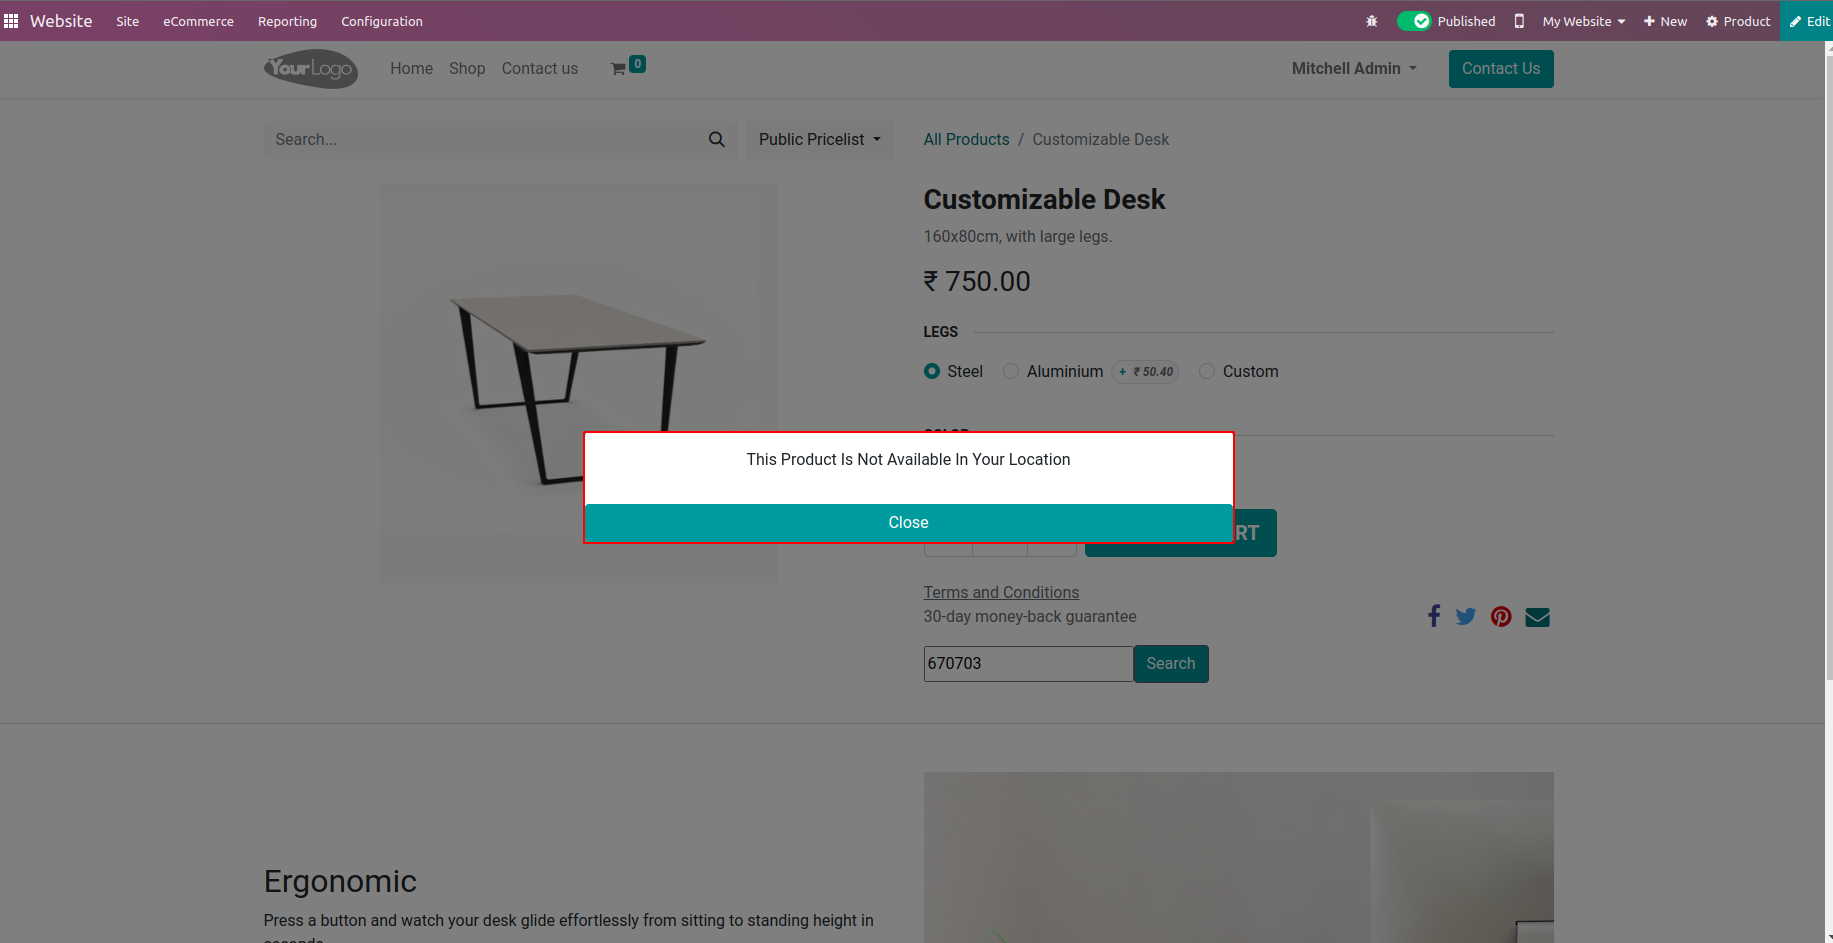 Website Site eCommerce Reporting Configuration Published My Website New Product Edit
YourLogo Home Shop Contact us 0 Mitchell Admin Contact Us
Search... Public Pricelist All Products / Customizable Desk
Customizable Desk
160x80cm, with large legs.
₹ 750.00
LEGS
Steel Aluminium + ₹ 50.40 Custom
This Product Is Not Available In Your Location
Close
RT
Terms and Conditions
30-day money-back guarantee
670703 Search
Ergonomic
Press a button and watch your desk glide effortlessly from sitting to standing height in